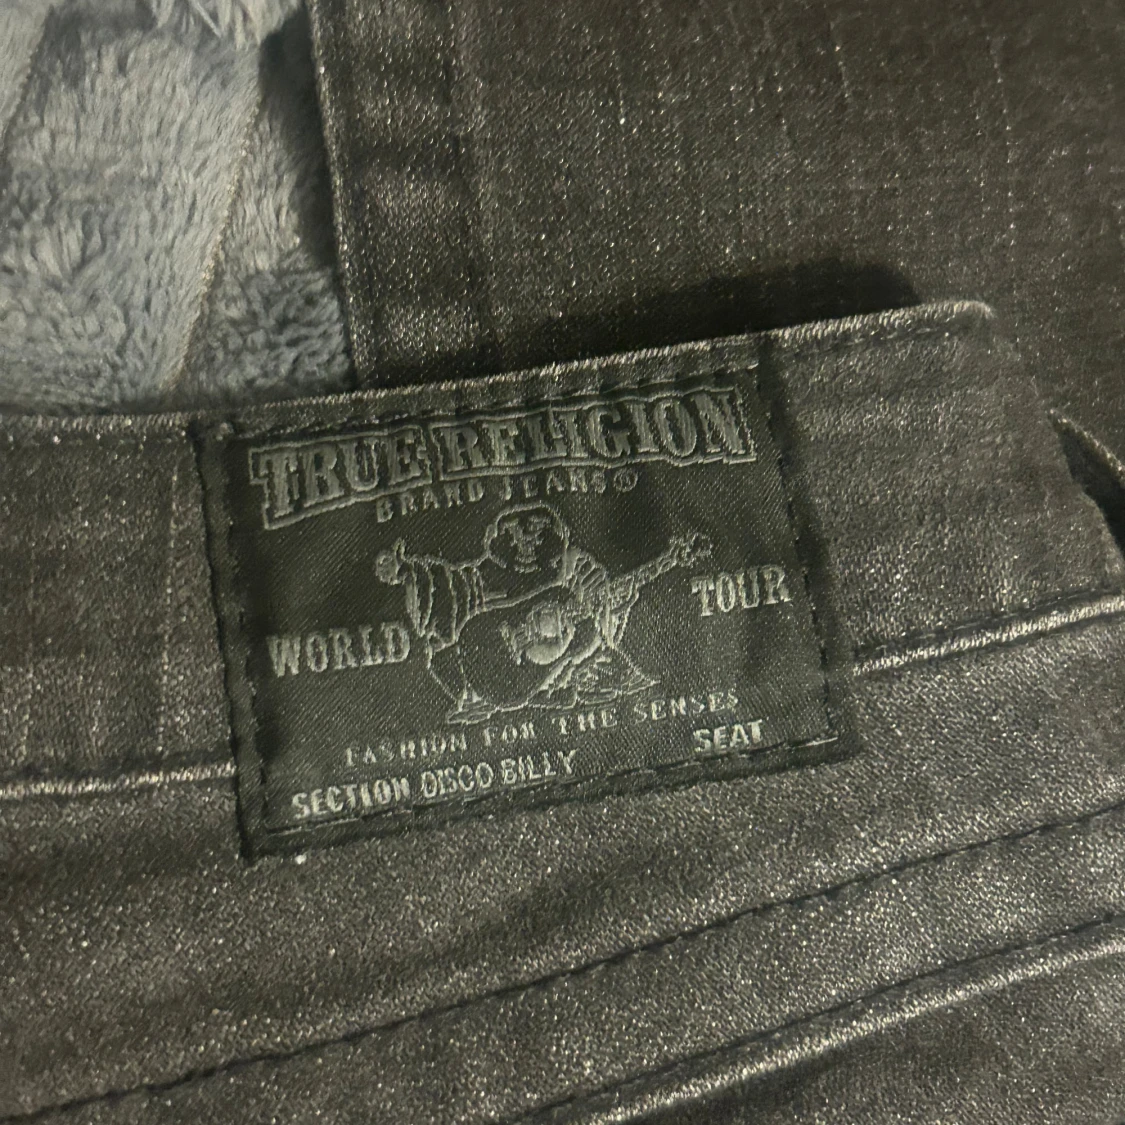 TRUE RELIGION
BRAND JEANS®
WORLD TOUR
FASHION FOR THE SENSES
SECTION DISCO BILLY SEAT